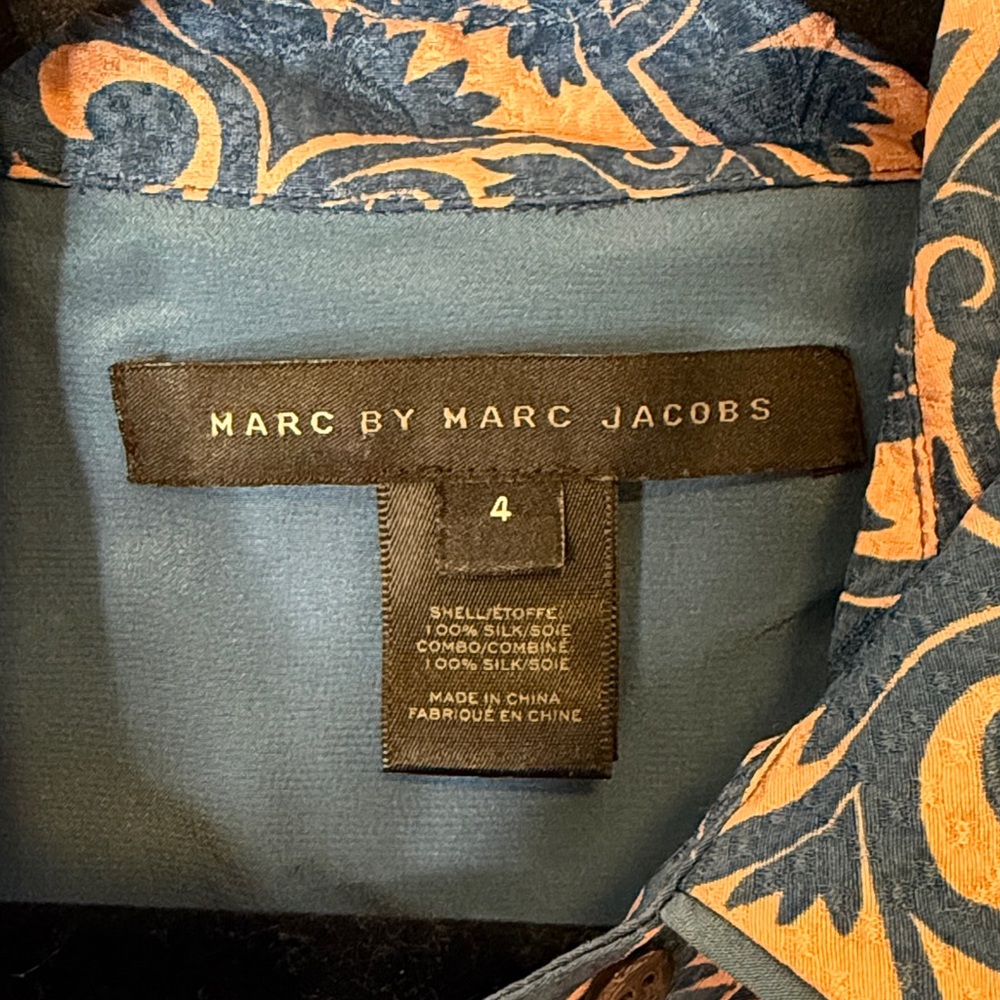 MARC BY MARC JACOBS
4
SHELL/ÉTOFFE
100% SILK/SOIE
COMBO/COMBINÉ
100% SILK/SOIE
MADE IN CHINA
FABRIQUÉ EN CHINE